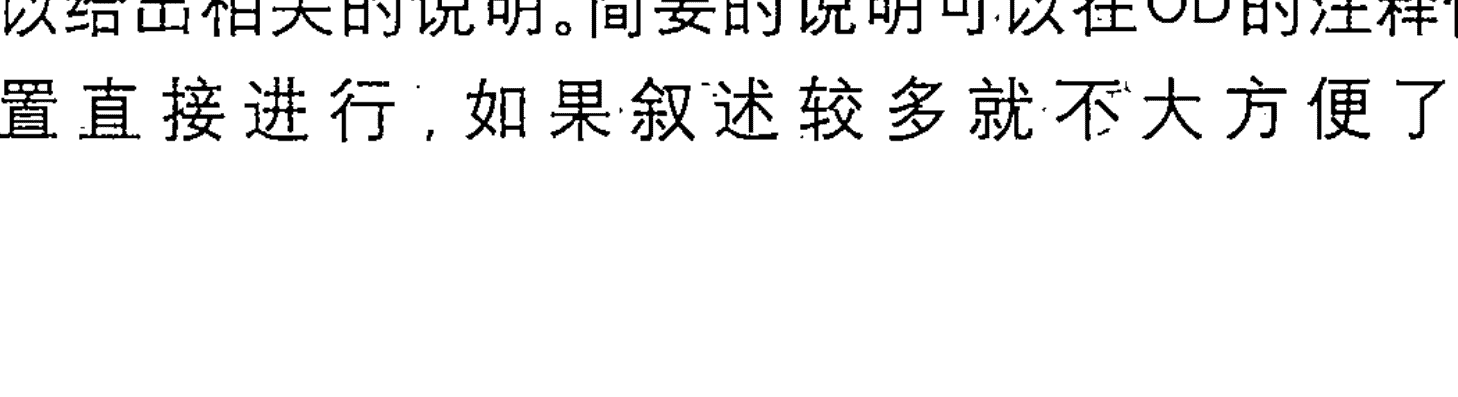 以给出相关的说明。简要的说明可以在OD的注释
置直接进行,如果叙述较多就不大方便了